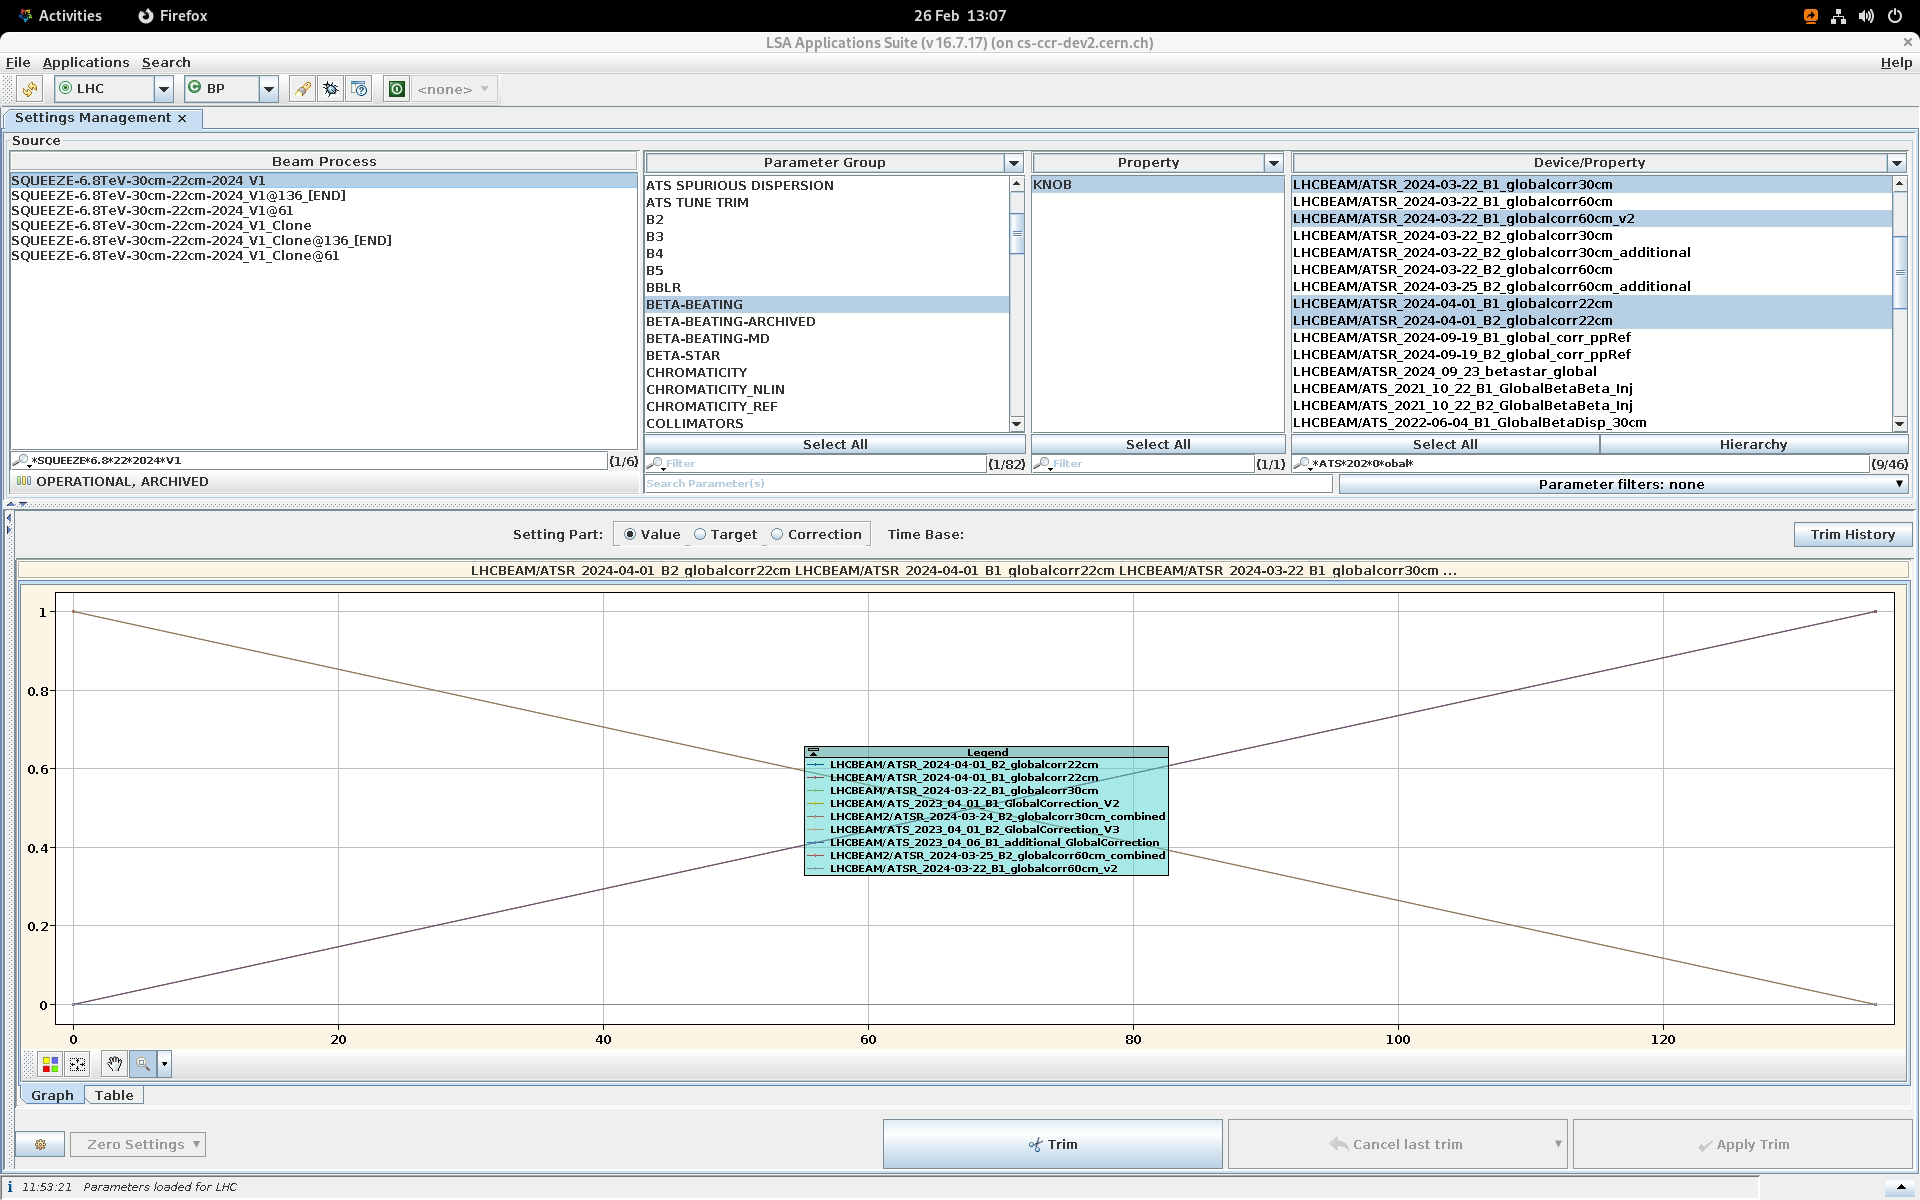 Activities Firefox 26 Feb 13:07
LSA Applications Suite (v 16.7.17) (on cs-ccr-dev2.cern.ch)
File Applications Search Help
LHC BP <none>
Settings Management
Source
Beam Process
SQUEEZE-6.8TeV-30cm-22cm-2024_V1
SQUEEZE-6.8TeV-30cm-22cm-2024_V1@136_[END]
SQUEEZE-6.8TeV-30cm-22cm-2024_V1@61
SQUEEZE-6.8TeV-30cm-22cm-2024_V1_Clone
SQUEEZE-6.8TeV-30cm-22cm-2024_V1_Clone@136_[END]
SQUEEZE-6.8TeV-30cm-22cm-2024_V1_Clone@61
*SQUEEZE*6.8*22*2024*V1 (1/6)
OPERATIONAL, ARCHIVED
Parameter Group
ATS SPURIOUS DISPERSION
ATS TUNE TRIM
B2
B3
B4
B5
BBLR
BETA-BEATING
BETA-BEATING-ARCHIVED
BETA-BEATING-MD
BETA-STAR
CHROMATICITY
CHROMATICITY_NLIN
CHROMATICITY_REF
COLLIMATORS
Select All
Filter (1/82)
Property
KNOB
Select All
Filter (1/1)
Device/Property
LHCBEAM/ATSR_2024-03-22_B1_globalcorr30cm
LHCBEAM/ATSR_2024-03-22_B1_globalcorr60cm
LHCBEAM/ATSR_2024-03-22_B1_globalcorr60cm_v2
LHCBEAM/ATSR_2024-03-22_B2_globalcorr30cm
LHCBEAM/ATSR_2024-03-22_B2_globalcorr30cm_additional
LHCBEAM/ATSR_2024-03-22_B2_globalcorr60cm
LHCBEAM/ATSR_2024-03-25_B2_globalcorr60cm_additional
LHCBEAM/ATSR_2024-04-01_B1_globalcorr22cm
LHCBEAM/ATSR_2024-04-01_B2_globalcorr22cm
LHCBEAM/ATSR_2024-09-19_B1_global_corr_ppRef
LHCBEAM/ATSR_2024-09-19_B2_global_corr_ppRef
LHCBEAM/ATSR_2024_09_23_betastar_global
LHCBEAM/ATS_2021_10_22_B1_GlobalBetaBeta_Inj
LHCBEAM/ATS_2021_10_22_B2_GlobalBetaBeta_Inj
LHCBEAM/ATS_2022-06-04_B1_GlobalBetaDisp_30cm
Select All Hierarchy
*ATS*202*0*obal* (9/46)
Search Parameter(s) Parameter filters: none
Setting Part: Value Target Correction Time Base: Trim History
LHCBEAM/ATSR_2024-04-01_B2_globalcorr22cm LHCBEAM/ATSR_2024-04-01_B1_globalcorr22cm LHCBEAM/ATSR_2024-03-22_B1_globalcorr30cm ...
1
0.8
0.6
0.4
0.2
0
Legend
LHCBEAM/ATSR_2024-04-01_B2_globalcorr22cm
LHCBEAM/ATSR_2024-04-01_B1_globalcorr22cm
LHCBEAM/ATSR_2024-03-22_B1_globalcorr30cm
LHCBEAM/ATS_2023_04_01_B1_GlobalCorrection_V2
LHCBEAM2/ATSR_2024-03-24_B2_globalcorr30cm_combined
LHCBEAM/ATS_2023_04_01_B2_GlobalCorrection_V3
LHCBEAM/ATS_2023_04_06_B1_additional_GlobalCorrection
LHCBEAM2/ATSR_2024-03-25_B2_globalcorr60cm_combined
LHCBEAM/ATSR_2024-03-22_B1_globalcorr60cm_v2
0 20 40 60 80 100 120
Graph Table
Zero Settings Trim Cancel last trim Apply Trim
11:53:21 Parameters loaded for LHC